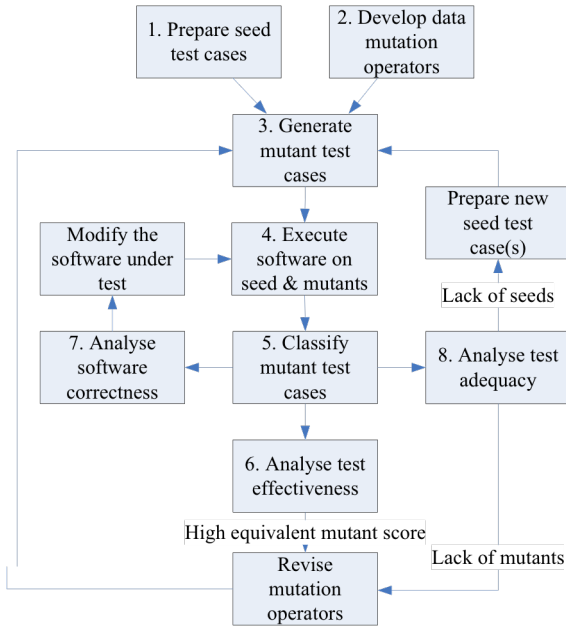 1. Prepare seed
test cases
2. Develop data
mutation
operators
3. Generate
mutant test
cases
Prepare new
seed test
case(s)
Modify the
software under
test
4. Execute
software on
seed & mutants
Lack of seeds
7. Analyse
software
correctness
5. Classify
mutant test
cases
8. Analyse test
adequacy
6. Analyse test
effectiveness
High equivalent mutant score
Lack of mutants
Revise
mutation
operators